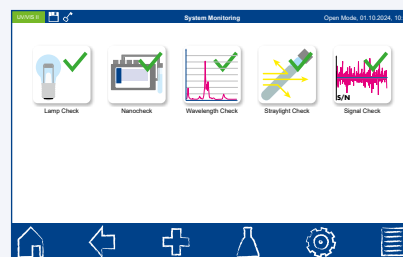 UV/VIS II
System Monitoring
Open Mode, 01.10.2024, 10
Lamp Check
Nanocheck
Wavelength Check
Straylight Check
Signal Check
S/N